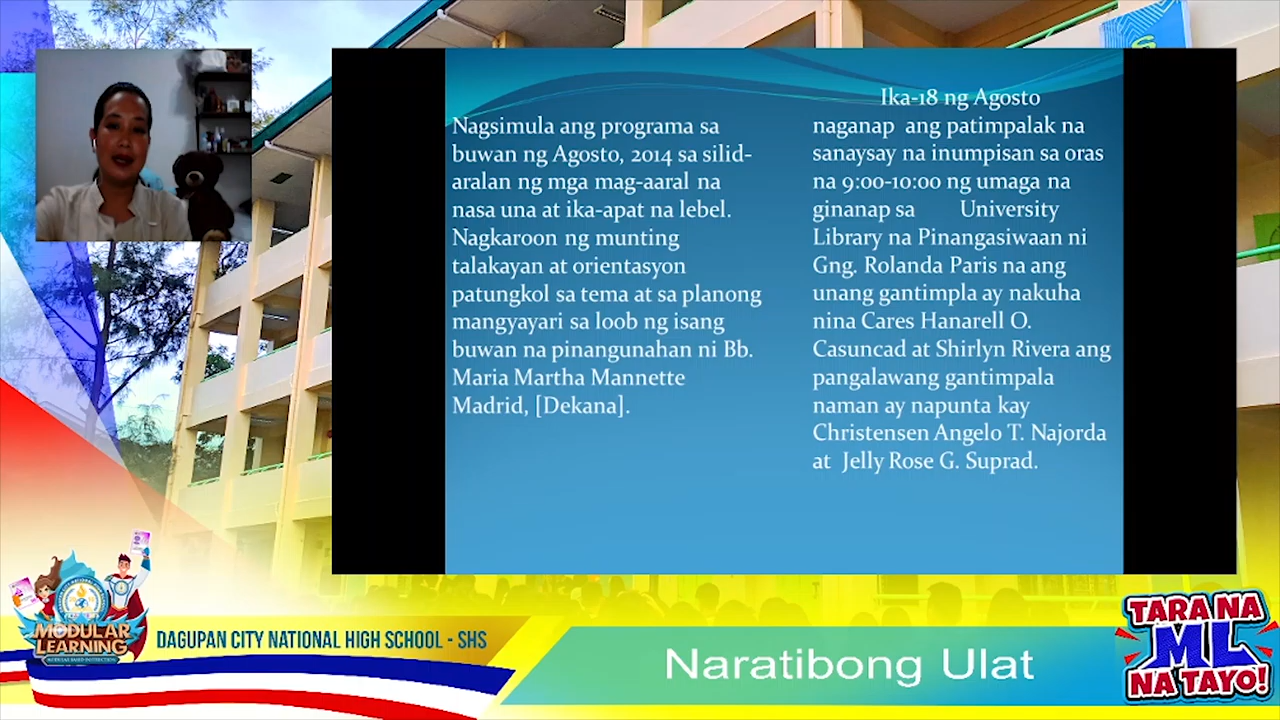 Nagsimula ang programa sa
buwan ng Agosto, 2014 sa silid-
aralan ng mga mag-aaral na
nasa una at ika-apat na lebel.
Nagkaroon ng munting
talakayan at orientasyon
patungkol sa tema at sa planong
mangyayari sa loob ng isang
buwan na pinangunahan ni Bb.
Maria Martha Mannette
Madrid, [Dekana].
Ika-18 ng Agosto
naganap ang patimpalak na
sanaysay na inumpisan sa oras
na 9:00-10:00 ng umaga na
ginanap sa University
Library na Pinangasiwaan ni
Gng. Rolanda Paris na ang
unang gantimpla ay nakuha
nina Cares Hanarell O.
Casuncad at Shirlyn Rivera ang
pangalawang gantimpala
naman ay napunta kay
Christensen Angelo T. Najorda
at Jelly Rose G. Suprad.
MODULAR
LEARNING
DAGUPAN CITY NATIONAL HIGH SCHOOL - SHS
Naratibong Ulat
TARA NA
ML
NA TAYO!